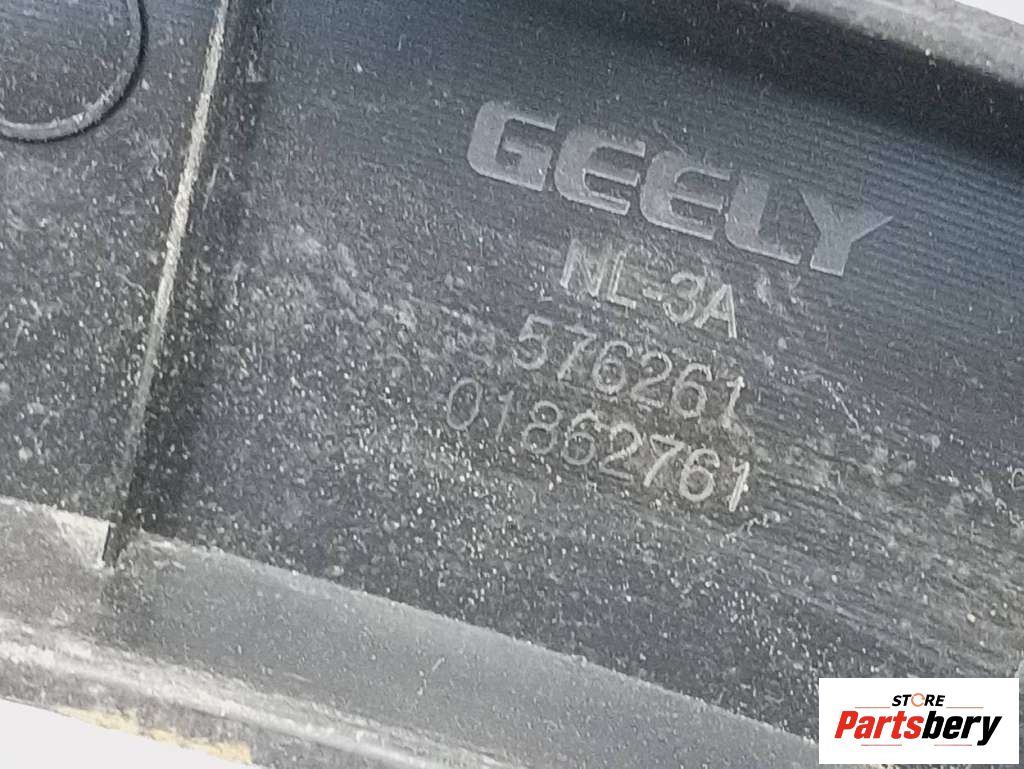 GEELY
NL-3A
576261
01862761
STORE
Partsbery